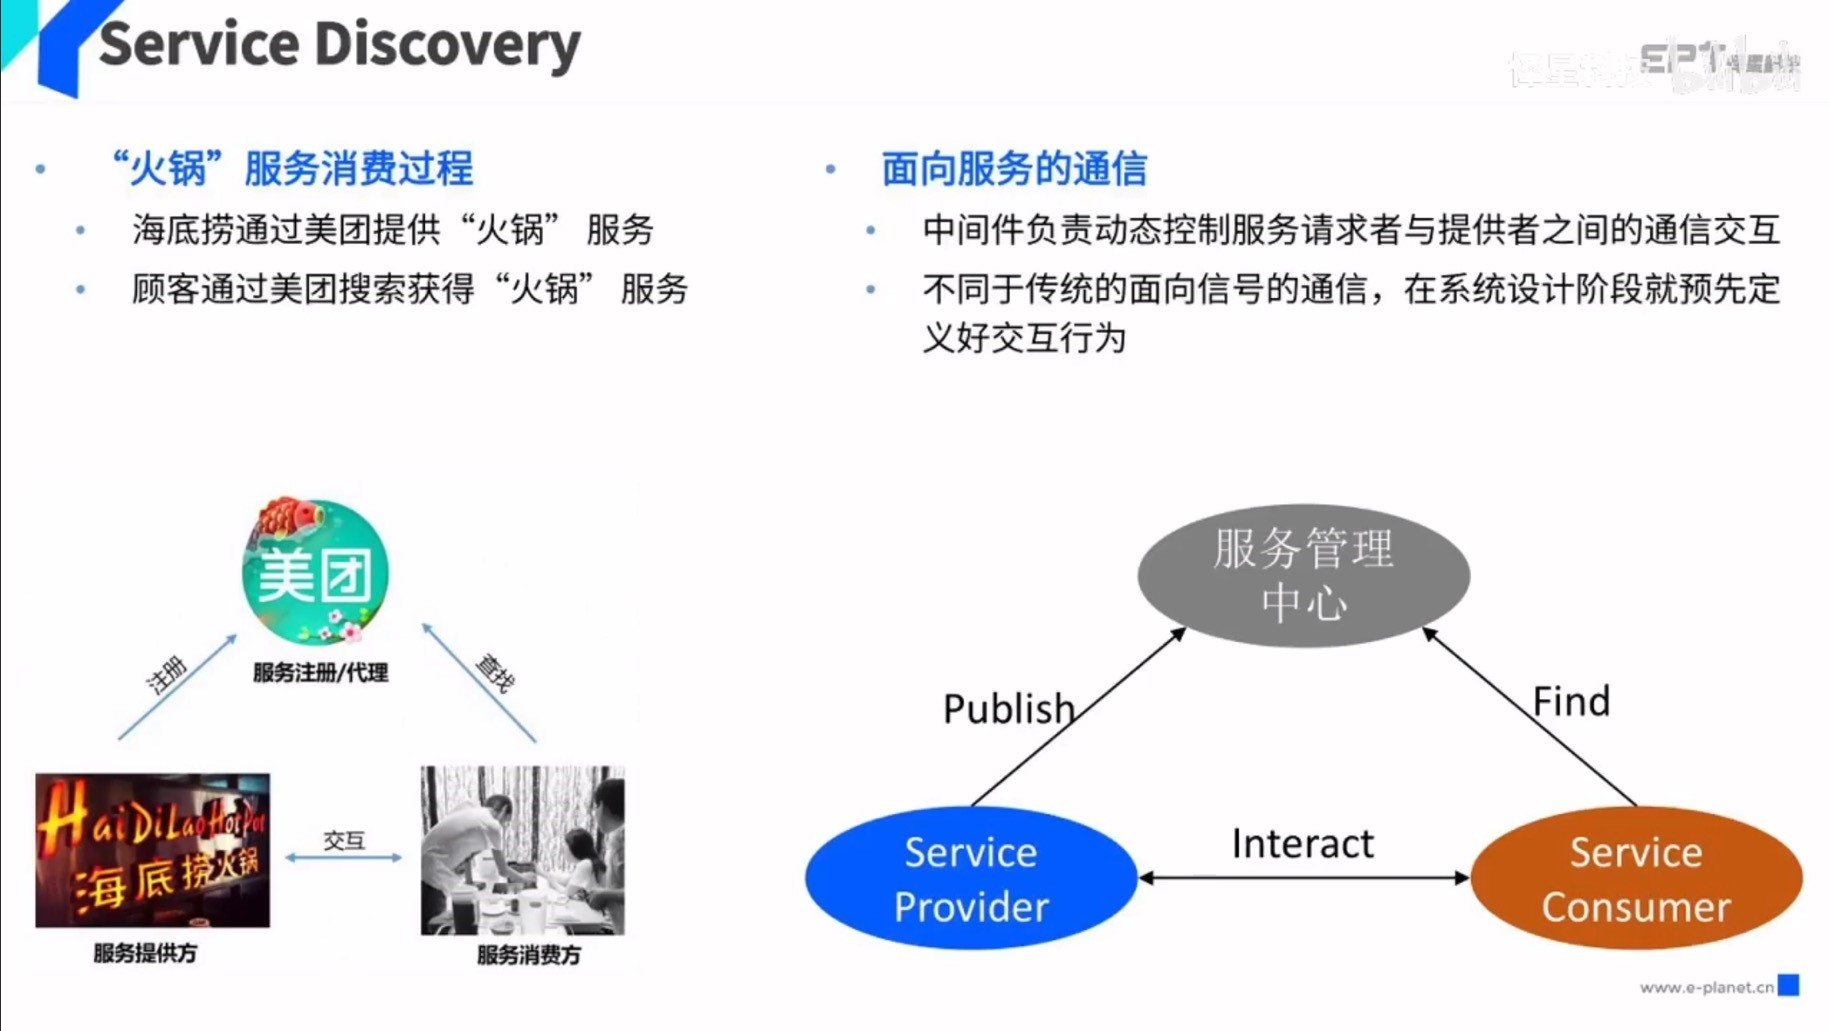 Service Discovery
“火锅”服务消费过程
海底捞通过美团提供“火锅” 服务
顾客通过美团搜索获得“火锅” 服务
面向服务的通信
中间件负责动态控制服务请求者与提供者之间的通信交互
不同于传统的面向信号的通信，在系统设计阶段就预先定
义好交互行为
美团
服务注册/代理
注册
查找
HaiDiLao HotPot
海底捞火锅
交互
服务提供方
服务消费方
服务管理
中心
Publish
Find
Service
Provider
Interact
Service
Consumer
www.e-planet.cn